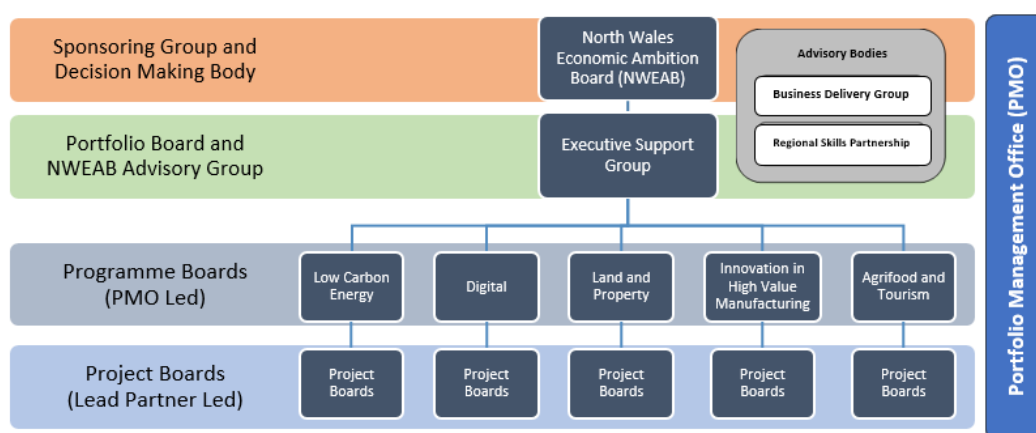 Sponsoring Group and
Decision Making Body
North Wales
Economic Ambition
Board (NWEAB)
Advisory Bodies
Business Delivery Group
Regional Skills Partnership
Portfolio Board and
NWEAB Advisory Group
Executive Support
Group
Programme Boards
(PMO Led)
Low Carbon
Energy
Digital
Land and
Property
Innovation in
High Value
Manufacturing
Agrifood and
Tourism
Project Boards
(Lead Partner Led)
Project
Boards
Project
Boards
Project
Boards
Project
Boards
Project
Boards
Portfolio Management Office (PMO)